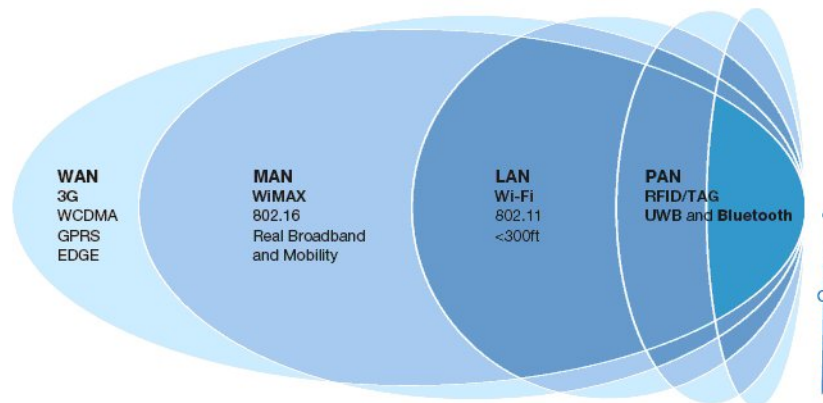 WAN
3G
WCDMA
GPRS
EDGE
MAN
WiMAX
802.16
Real Broadband
and Mobility
LAN
Wi-Fi
802.11
<300ft
PAN
RFID/TAG
UWB and Bluetooth